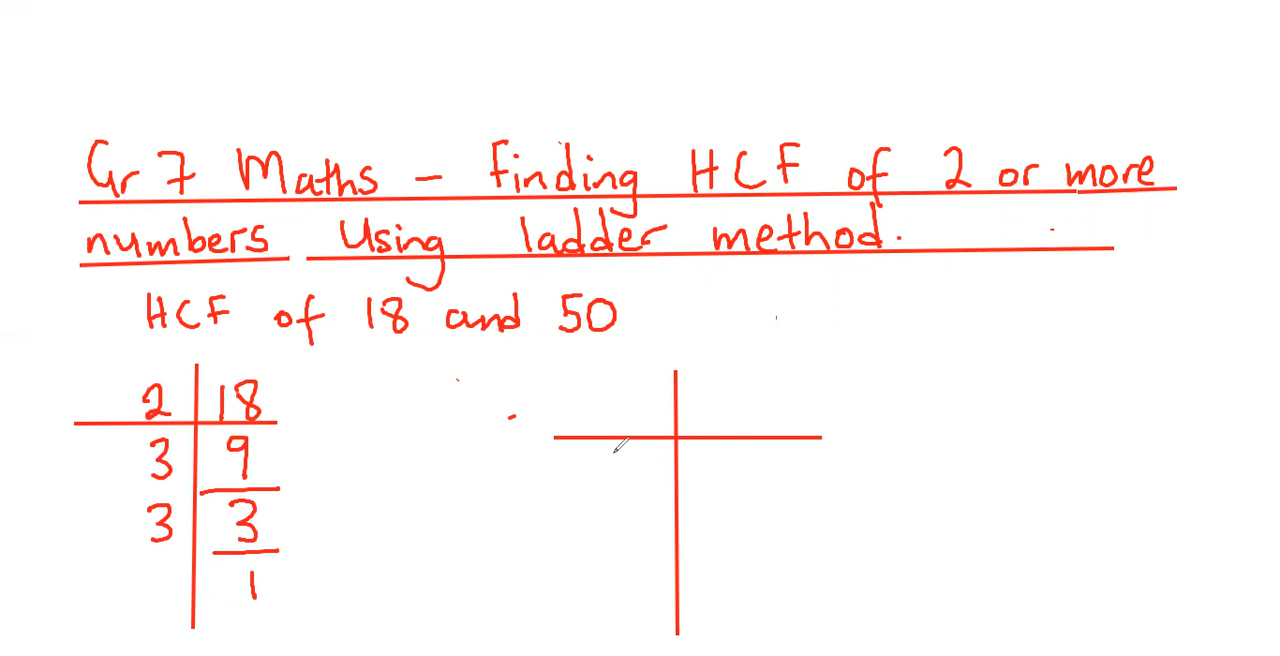 Gr 7 Maths - Finding HCF of 2 or more
numbers Using ladder method.
HCF of 18 and 50
2 18
3 9
3 3
1